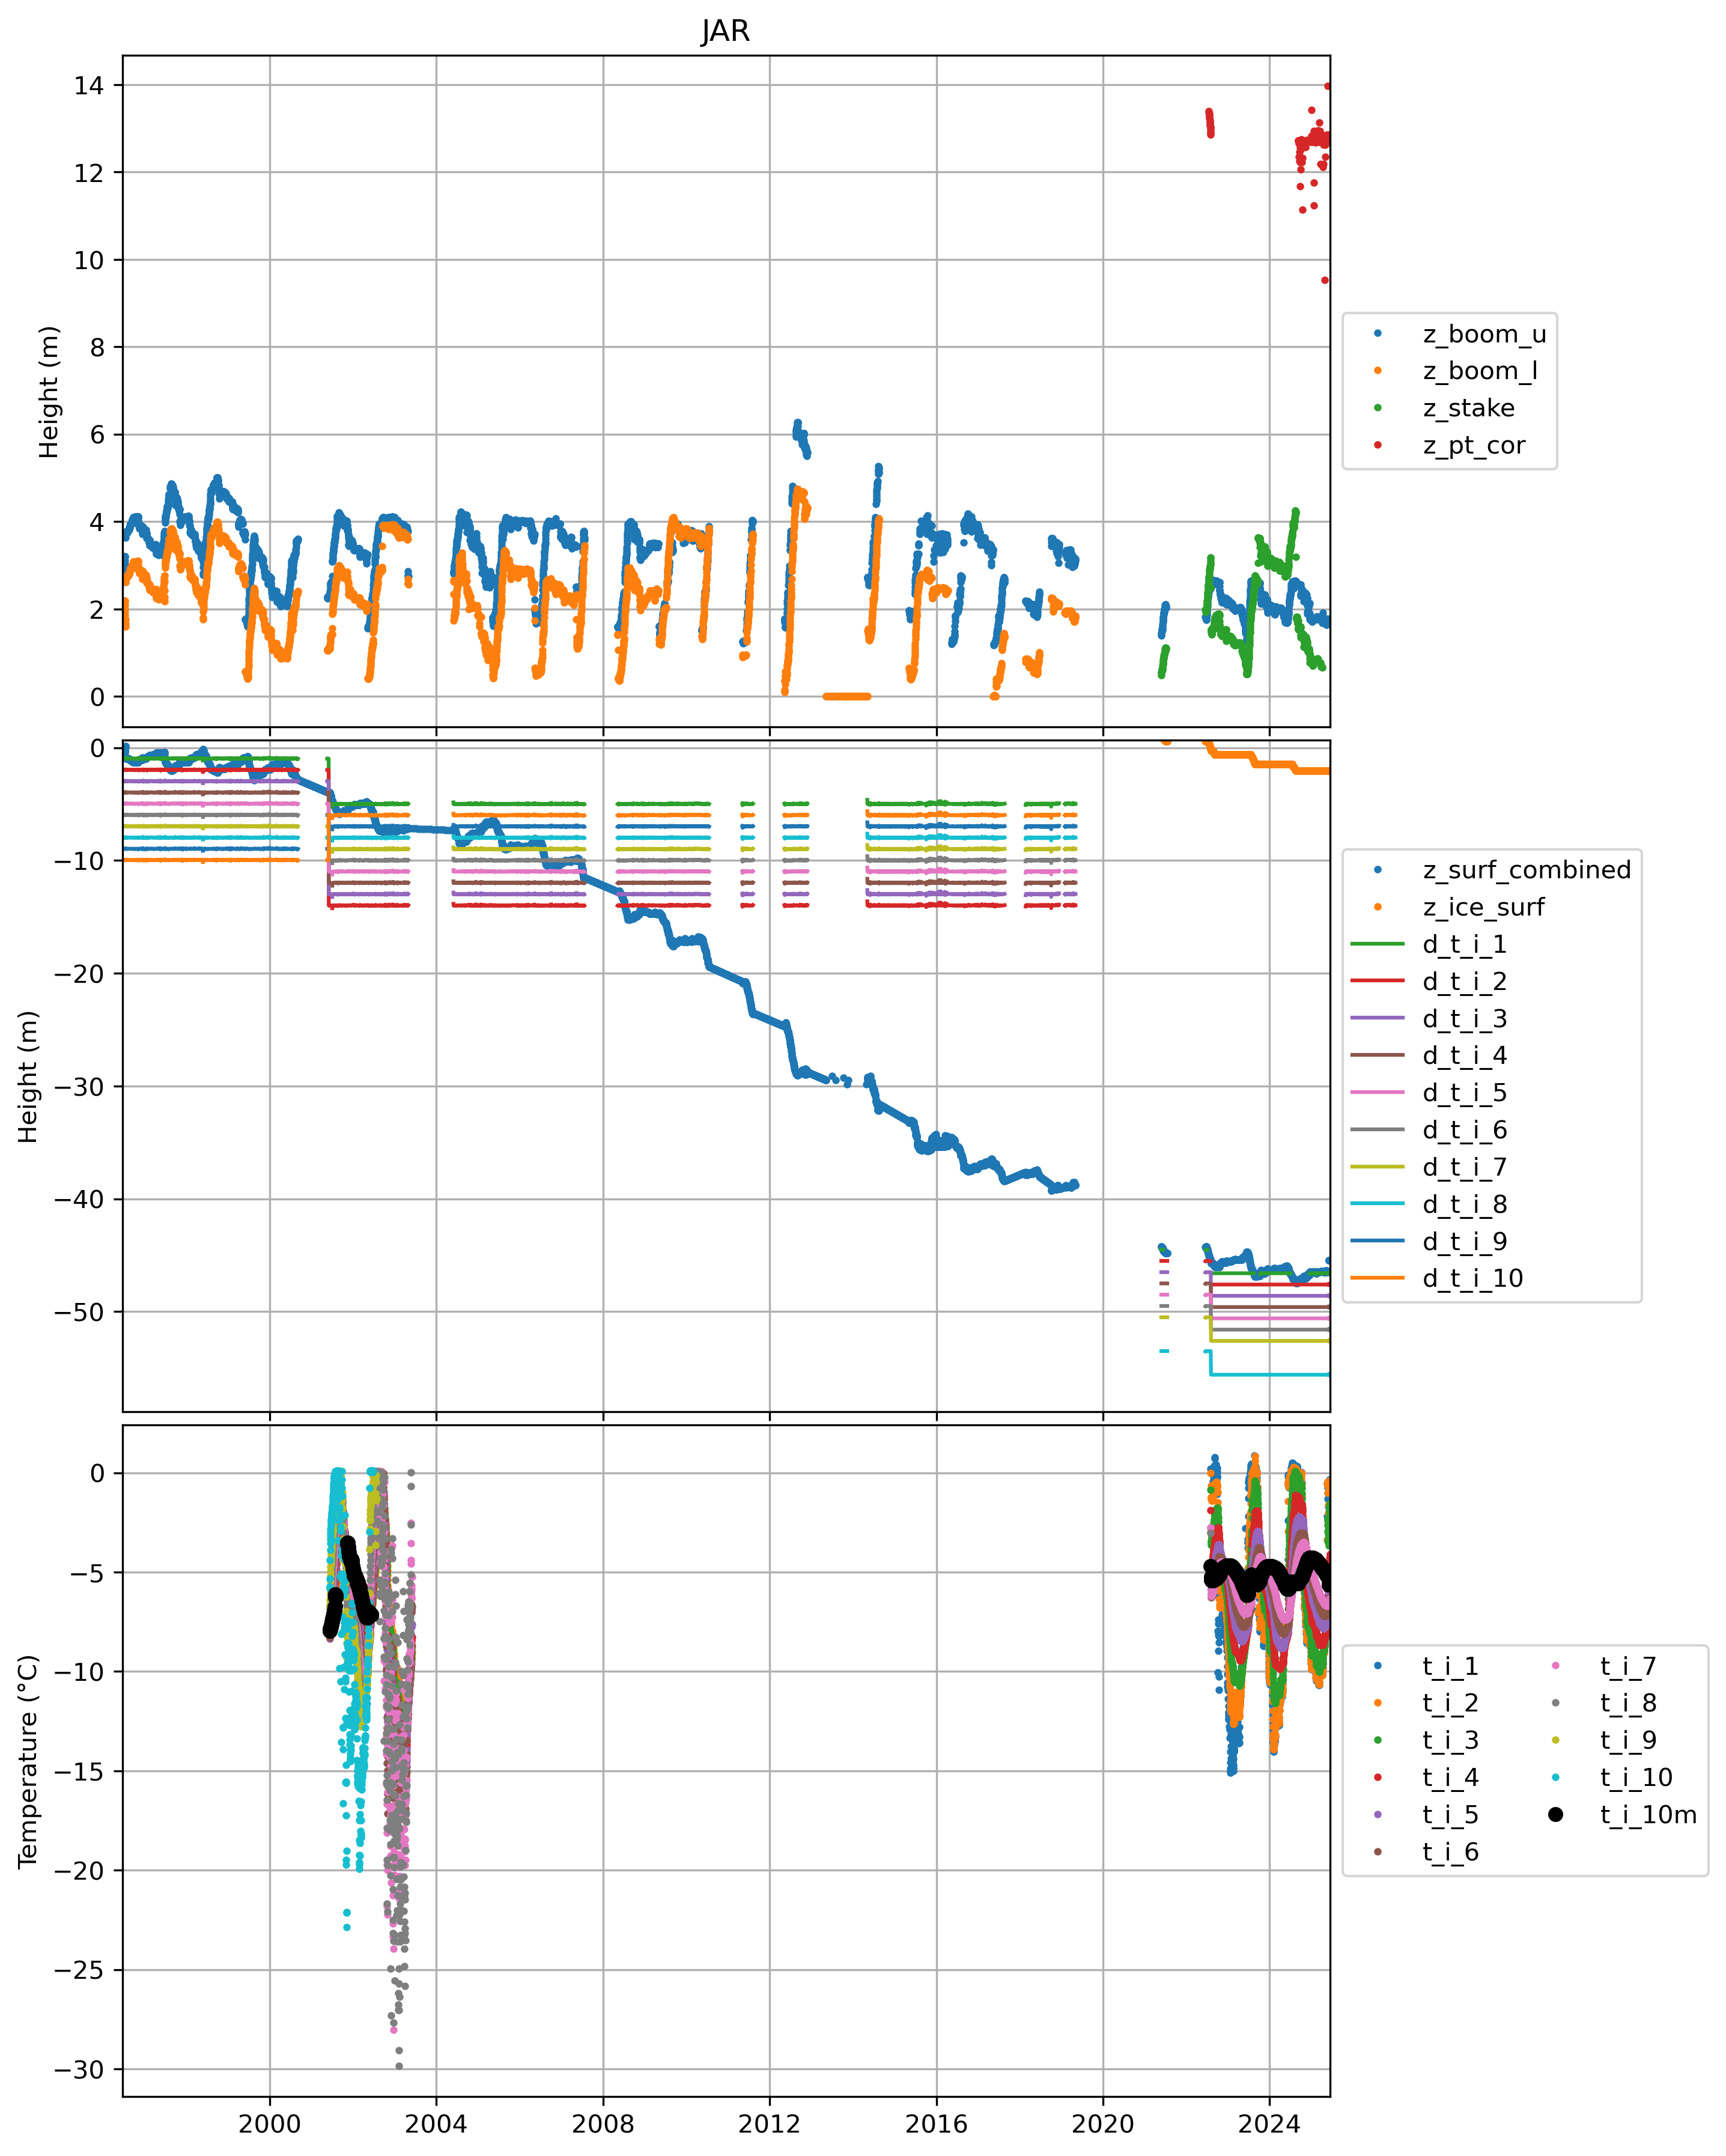 JAR
14
12
10
8
6
4
2
0
Height (m)
z_boom_u
z_boom_l
z_stake
z_pt_cor
0
−10
−20
−30
−40
−50
Height (m)
z_surf_combined
z_ice_surf
d_t_i_1
d_t_i_2
d_t_i_3
d_t_i_4
d_t_i_5
d_t_i_6
d_t_i_7
d_t_i_8
d_t_i_9
d_t_i_10
0
−5
−10
−15
−20
−25
−30
Temperature (°C)
t_i_1
t_i_2
t_i_3
t_i_4
t_i_5
t_i_6
t_i_7
t_i_8
t_i_9
t_i_10
t_i_10m
2000 2004 2008 2012 2016 2020 2024